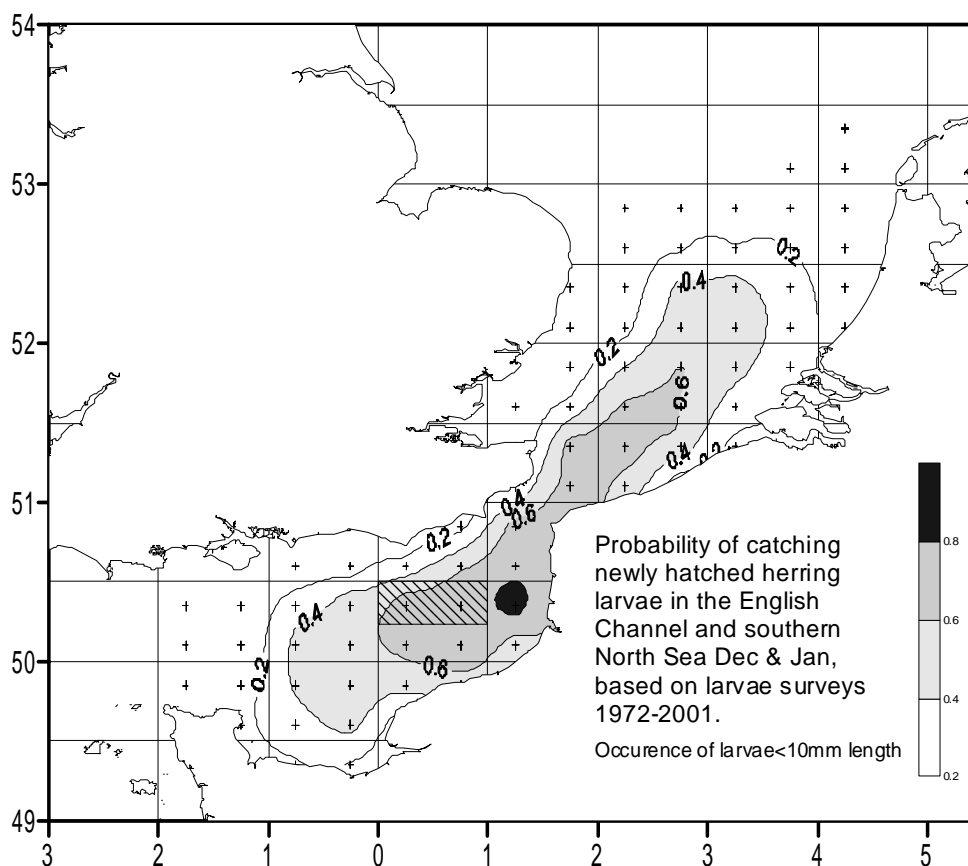 54
53
52
51
50
49
3 2 1 0 1 2 3 4 5
0.2
0.4
0.2
0.6
0.4
0.2
0.4
0.6
0.2
0.4
0.2
0.6
Probability of catching
newly hatched herring
larvae in the English
Channel and southern
North Sea Dec & Jan,
based on larvae surveys
1972-2001.
Occurence of larvae<10mm length
0.8
0.6
0.4
0.2